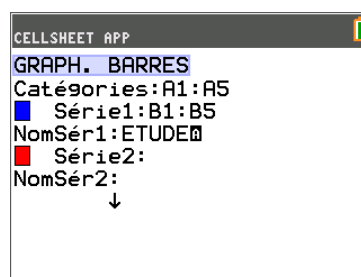 CELLSHEET APP
GRAPH. BARRES
Catégories:A1:A5
Série1:B1:B5
NomSér1:ETUDE
Série2:
NomSér2:
↓